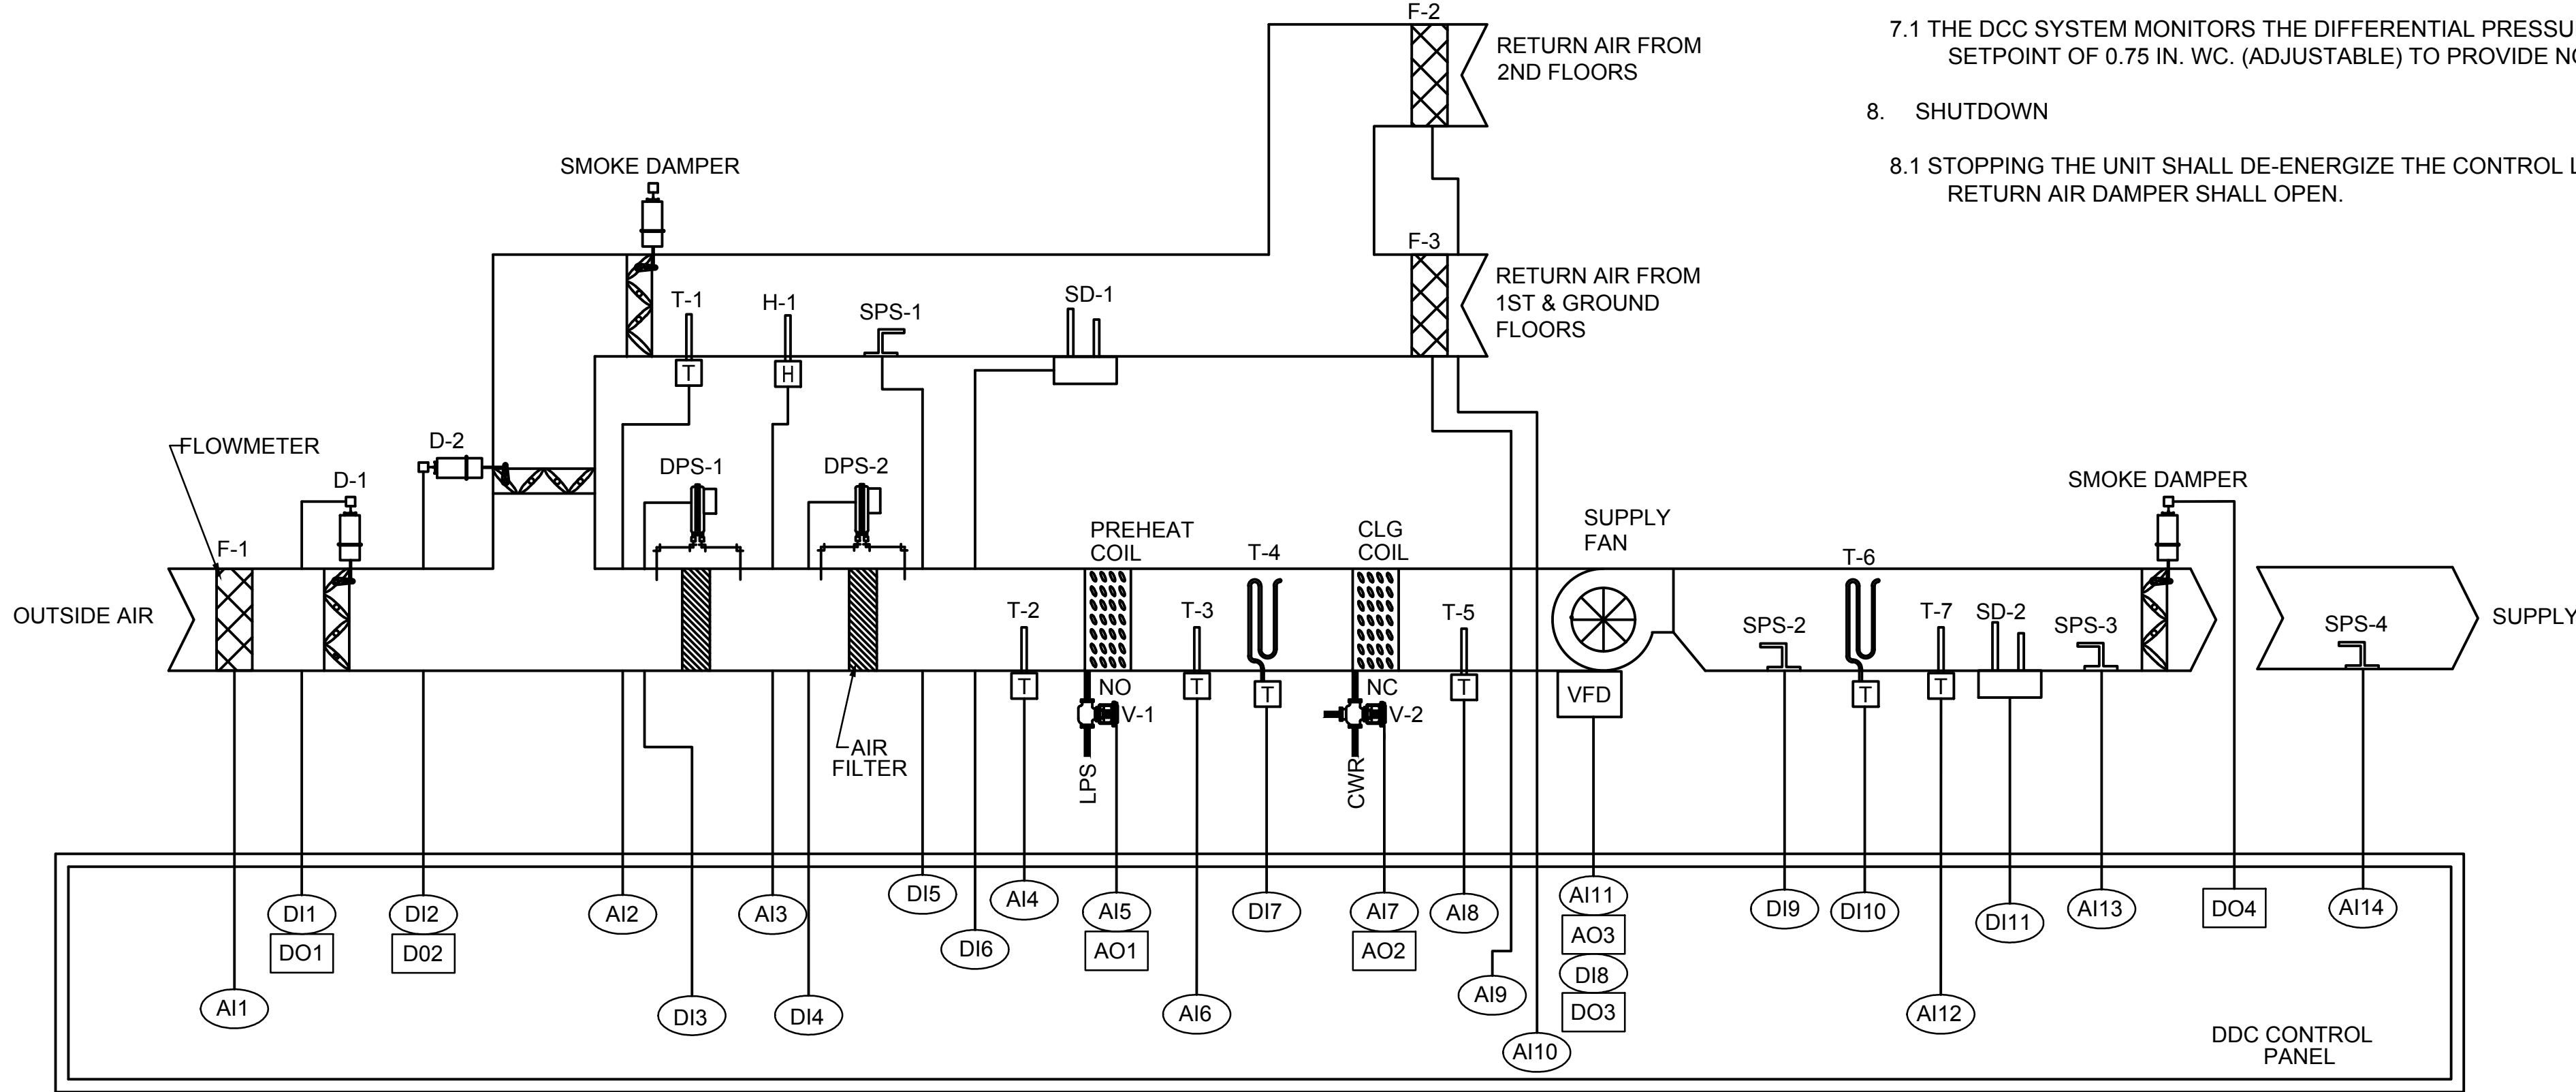 F-2
RETURN AIR FROM
2ND FLOORS
7.1 THE DCC SYSTEM MONITORS THE DIFFERENTIAL PRESSU
SETPOINT OF 0.75 IN. WC. (ADJUSTABLE) TO PROVIDE NO
8. SHUTDOWN
8.1 STOPPING THE UNIT SHALL DE-ENERGIZE THE CONTROL L
RETURN AIR DAMPER SHALL OPEN.
SMOKE DAMPER
F-3
RETURN AIR FROM
1ST & GROUND
FLOORS
T-1
H-1
SPS-1
SD-1
T
H
FLOWMETER
D-2
D-1
DPS-1
DPS-2
SMOKE DAMPER
F-1
PREHEAT
COIL
T-4
CLG
COIL
SUPPLY
FAN
T-6
OUTSIDE AIR
T-2
T-3
T-5
SPS-2
T-7
SD-2
SPS-3
SPS-4
SUPPLY
T
NO
V-1
T
T
NC
V-2
T
VFD
T
T
AIR
FILTER
LPS
CWR
DI1
DO1
DI2
D02
AI2
AI3
DI5
AI4
AI5
AO1
DI7
AI7
AO2
AI8
AI11
AO3
DI8
DO3
DI9
DI10
DI11
AI13
DO4
AI14
DI6
AI1
DI3
DI4
AI6
AI9
AI10
AI12
DDC CONTROL
PANEL